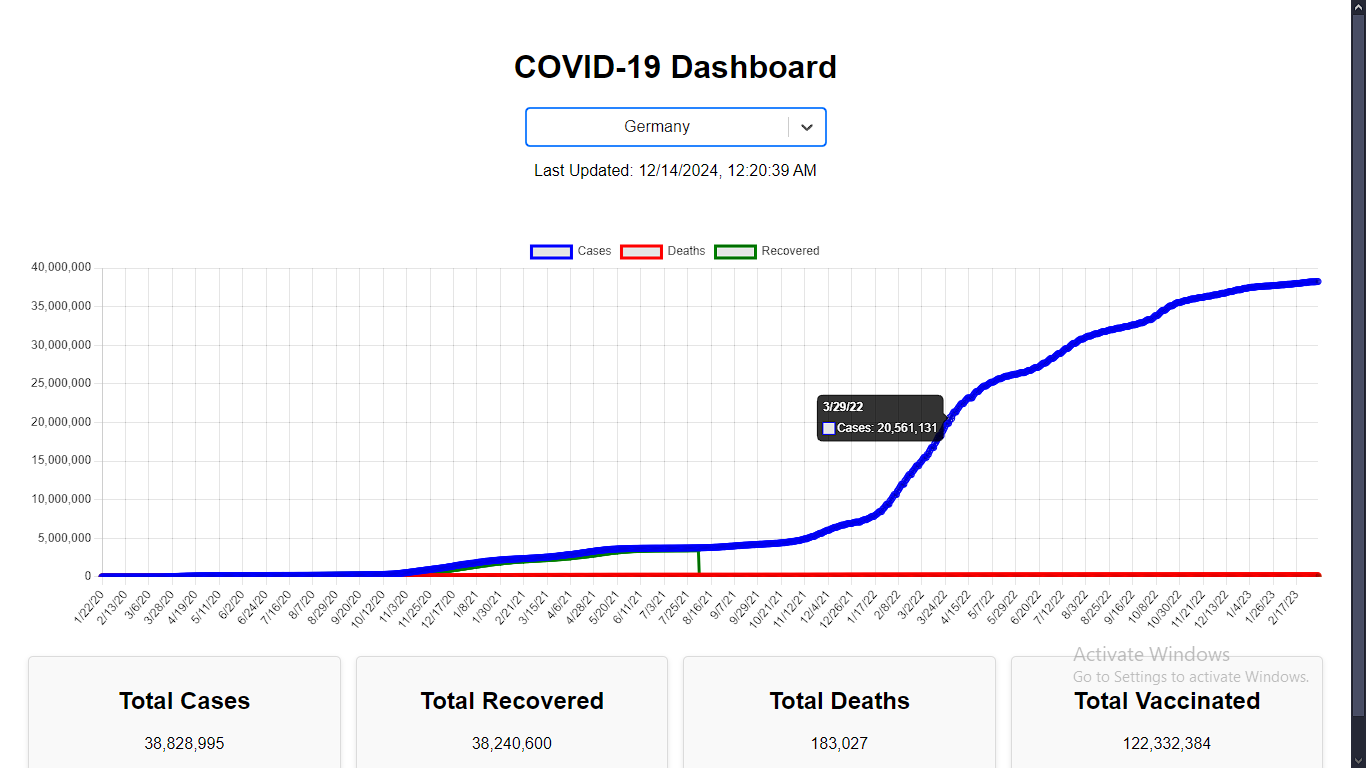 COVID-19 Dashboard
Germany
Last Updated: 12/14/2024, 12:20:39 AM
Cases Deaths Recovered
40,000,000
35,000,000
30,000,000
25,000,000
20,000,000
15,000,000
10,000,000
5,000,000
0
3/29/22
Cases: 20,561,131
1/22/20 2/13/20 3/6/20 3/28/20 4/19/20 5/11/20 6/2/20 6/24/20 7/16/20 8/7/20 8/29/20 9/20/20 10/12/20 11/3/20 11/25/20 12/17/20 1/8/21 1/30/21 2/21/21 3/15/21 4/6/21 4/28/21 5/20/21 6/11/21 7/3/21 7/25/21 8/16/21 9/7/21 9/29/21 10/21/21 11/12/21 12/4/21 12/26/21 1/17/22 2/8/22 3/2/22 3/24/22 4/15/22 5/7/22 5/29/22 6/20/22 7/12/22 8/3/22 8/25/22 9/16/22 10/8/22 10/30/22 11/21/22 12/13/22 1/4/23 1/26/23 2/17/23
Activate Windows
Go to Settings to activate Windows.
Total Cases Total Recovered Total Deaths Total Vaccinated
38,828,995 38,240,600 183,027 122,332,384